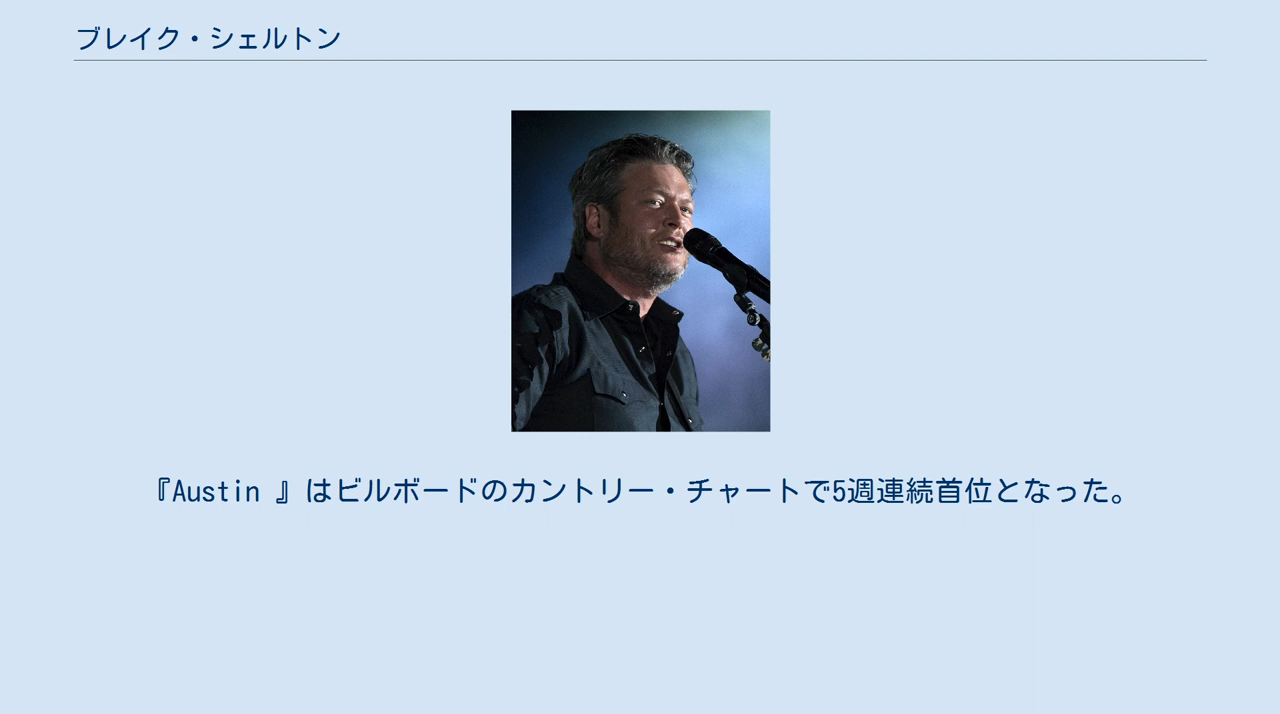 ブレイク・シェルトン
『Austin 』はビルボードのカントリー・チャートで5週連続首位となった。